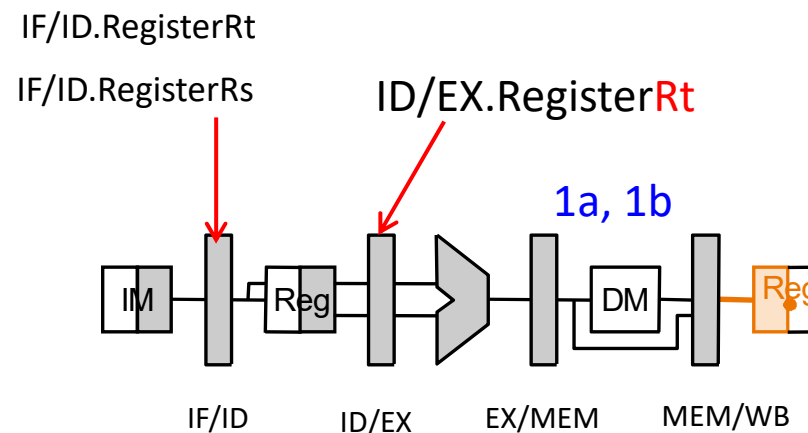 IF/ID.RegisterRt
IF/ID.RegisterRs
ID/EX.RegisterRt
1a, 1b
IM
Reg
DM
Reg
IF/ID
ID/EX
EX/MEM
MEM/WB